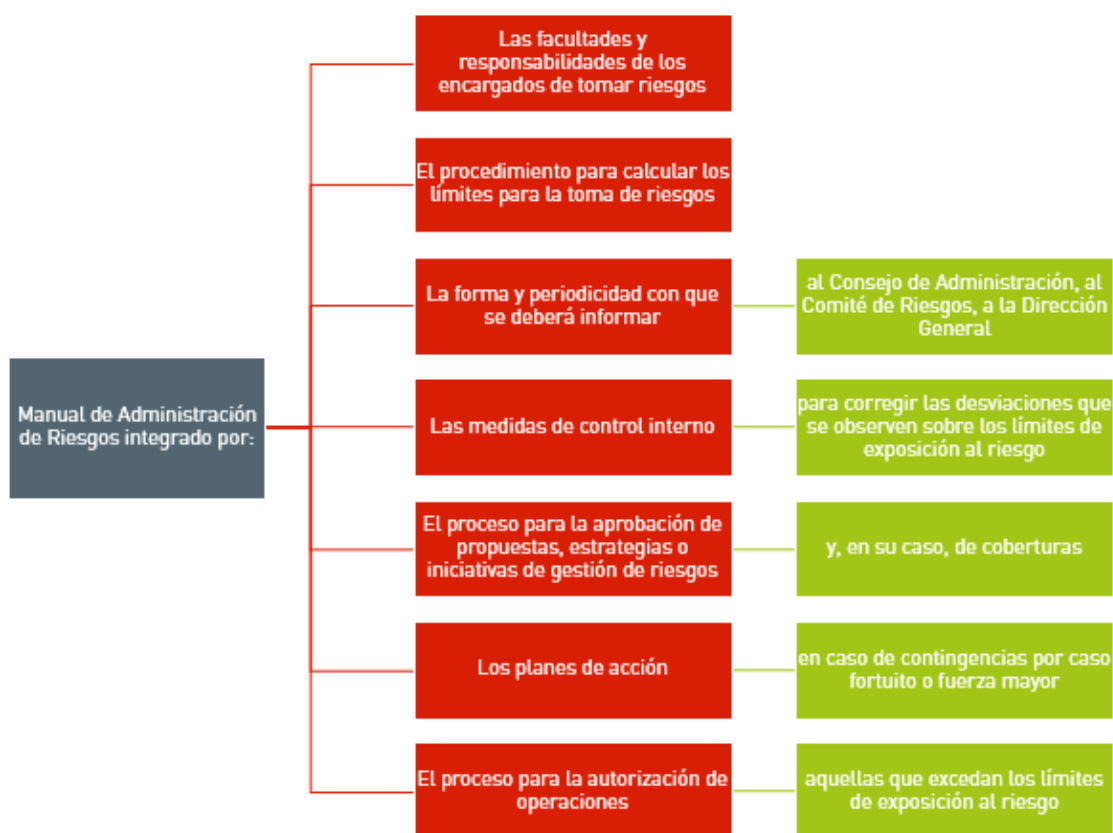 Las facultades y
responsabilidades de los
encargados de tomar riesgos
El procedimiento para calcular los
límites para la toma de riesgos
La forma y periodicidad con que
se deberá informar
al Consejo de Administración, al
Comité de Riesgos, a la Dirección
General
Manual de Administración
de Riesgos integrado por:
Las medidas de control interno
para corregir las desviaciones que
se observen sobre los límites de
exposición al riesgo
El proceso para la aprobación de
propuestas, estrategias o
iniciativas de gestión de riesgos
y, en su caso, de coberturas
Los planes de acción
en caso de contingencias por caso
fortuito o fuerza mayor
El proceso para la autorización de
operaciones
aquellas que excedan los límites
de exposición al riesgo